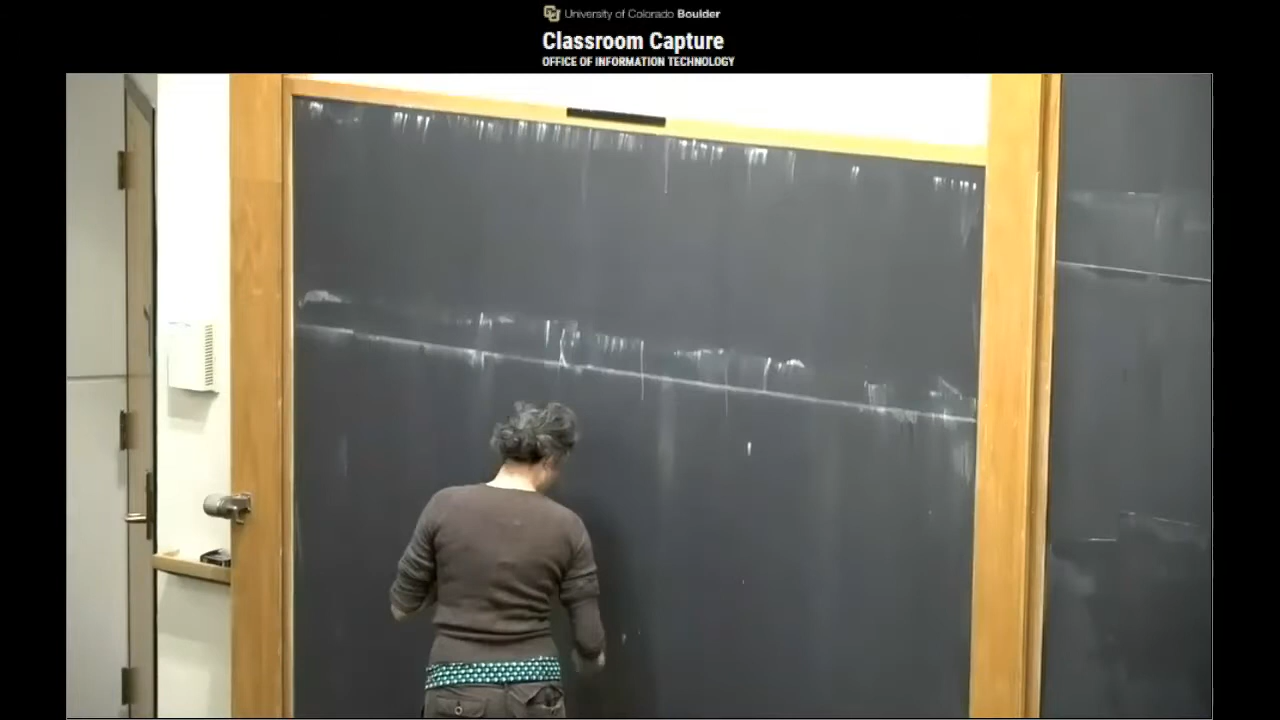 University of Colorado Boulder
Classroom Capture
OFFICE OF INFORMATION TECHNOLOGY